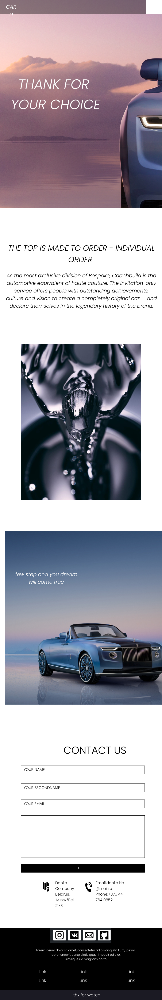 CAR
D
THANK FOR
YOUR CHOICE
THE TOP IS MADE TO ORDER - INDIVIDUAL
ORDER
As the most exclusive division of Bespoke, Coachbuild is the
automotive equivalent of haute couture. The invitation-only
service offers people with outstanding achievements,
culture and vision to create a completely original car — and
declare themselves in the legendary history of the brand.
few step and you dream
will come true
CONTACT US
YOUR NAME
YOUR SECONDNAME
YOUR EMAIL
+
Danila
Company
Belarus,
Minsk/Bel
21-3
Email:danila.kla
@mail.ru
Phone:+375 44
764 0852
Lorem ipsum dolor sit amet, consectetur adipisicing elit. Eum, ipsam
reprehenderit perspiciatis quasi impedit odio ex
similique illo magnam porro
Link Link Link
Link Link Link
thx for watch